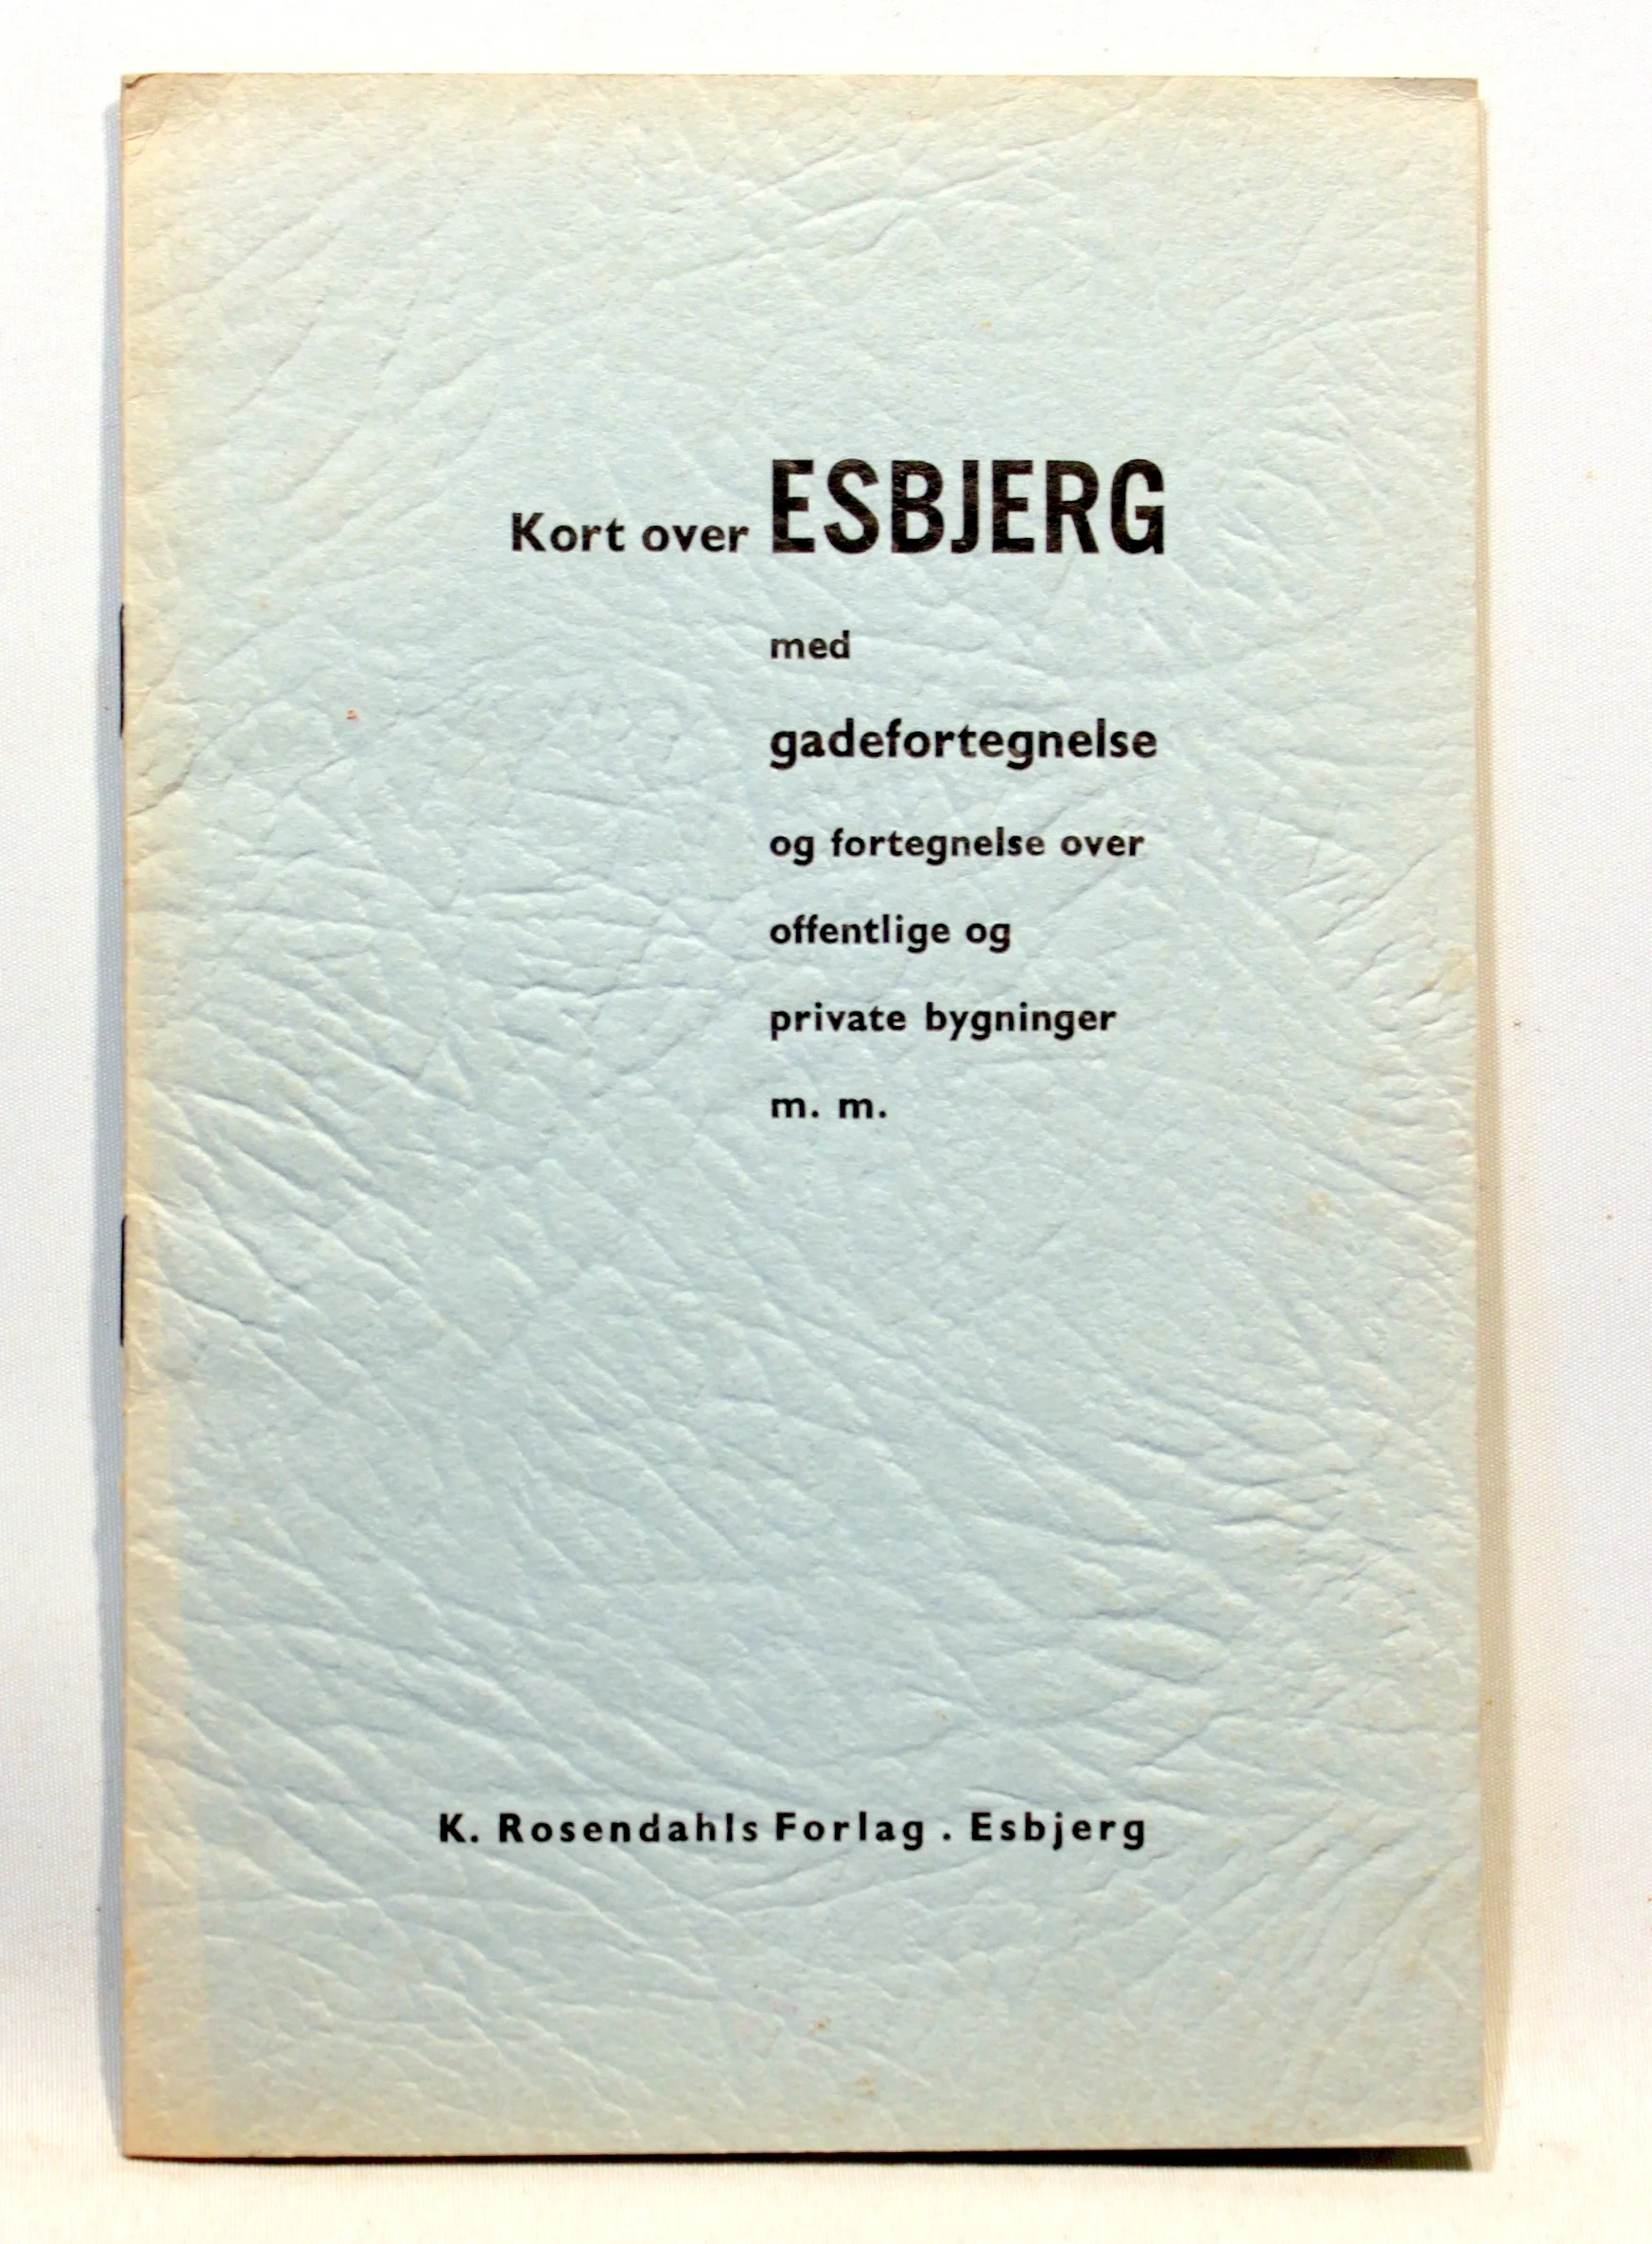 Kort over ESBJERG
med
gadefortegnelse
og fortegnelse over
offentlige og
private bygninger
m. m.
K. Rosendahls Forlag . Esbjerg